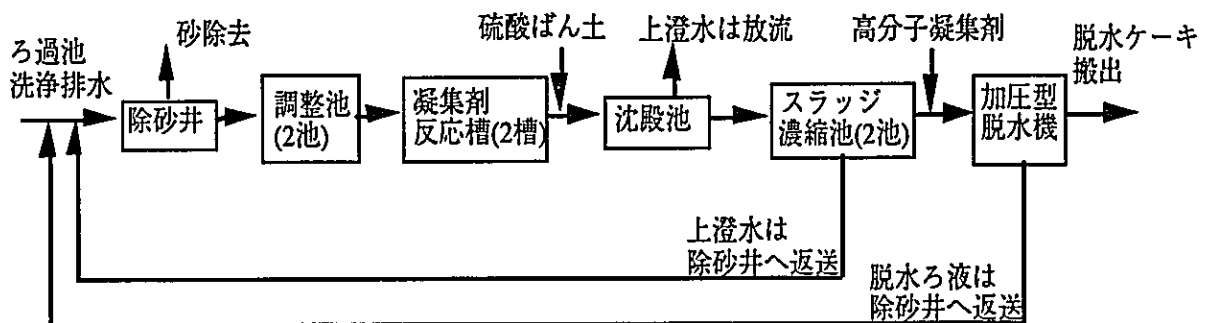 ろ過池
洗浄排水
砂除去
除砂井
調整池
(2池)
凝集剤
反応槽(2槽)
硫酸ばん土
上澄水は放流
沈殿池
スラッジ
濃縮池(2池)
高分子凝集剤
加圧型
脱水機
脱水ケーキ
搬出
上澄水は
除砂井へ返送
脱水ろ液は
除砂井へ返送